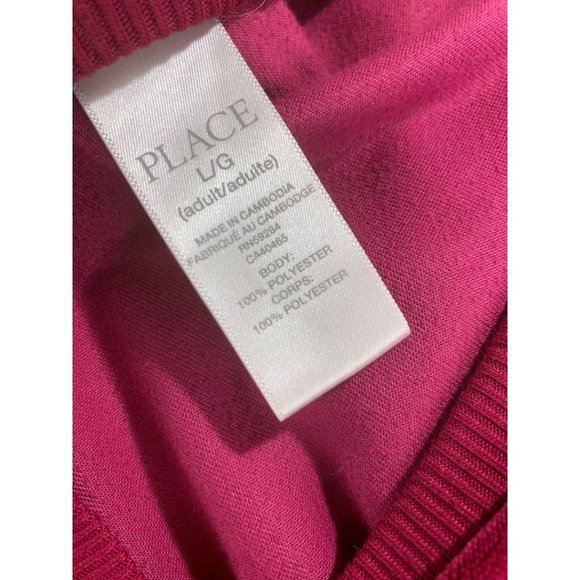 PLACE
L/G
(adult/adulte)
MADE IN CAMBODIA
FABRIQUÉ AU CAMBODGE
RN59284
CA40485
BODY:
100% POLYESTER
CORPS:
100% POLYESTER